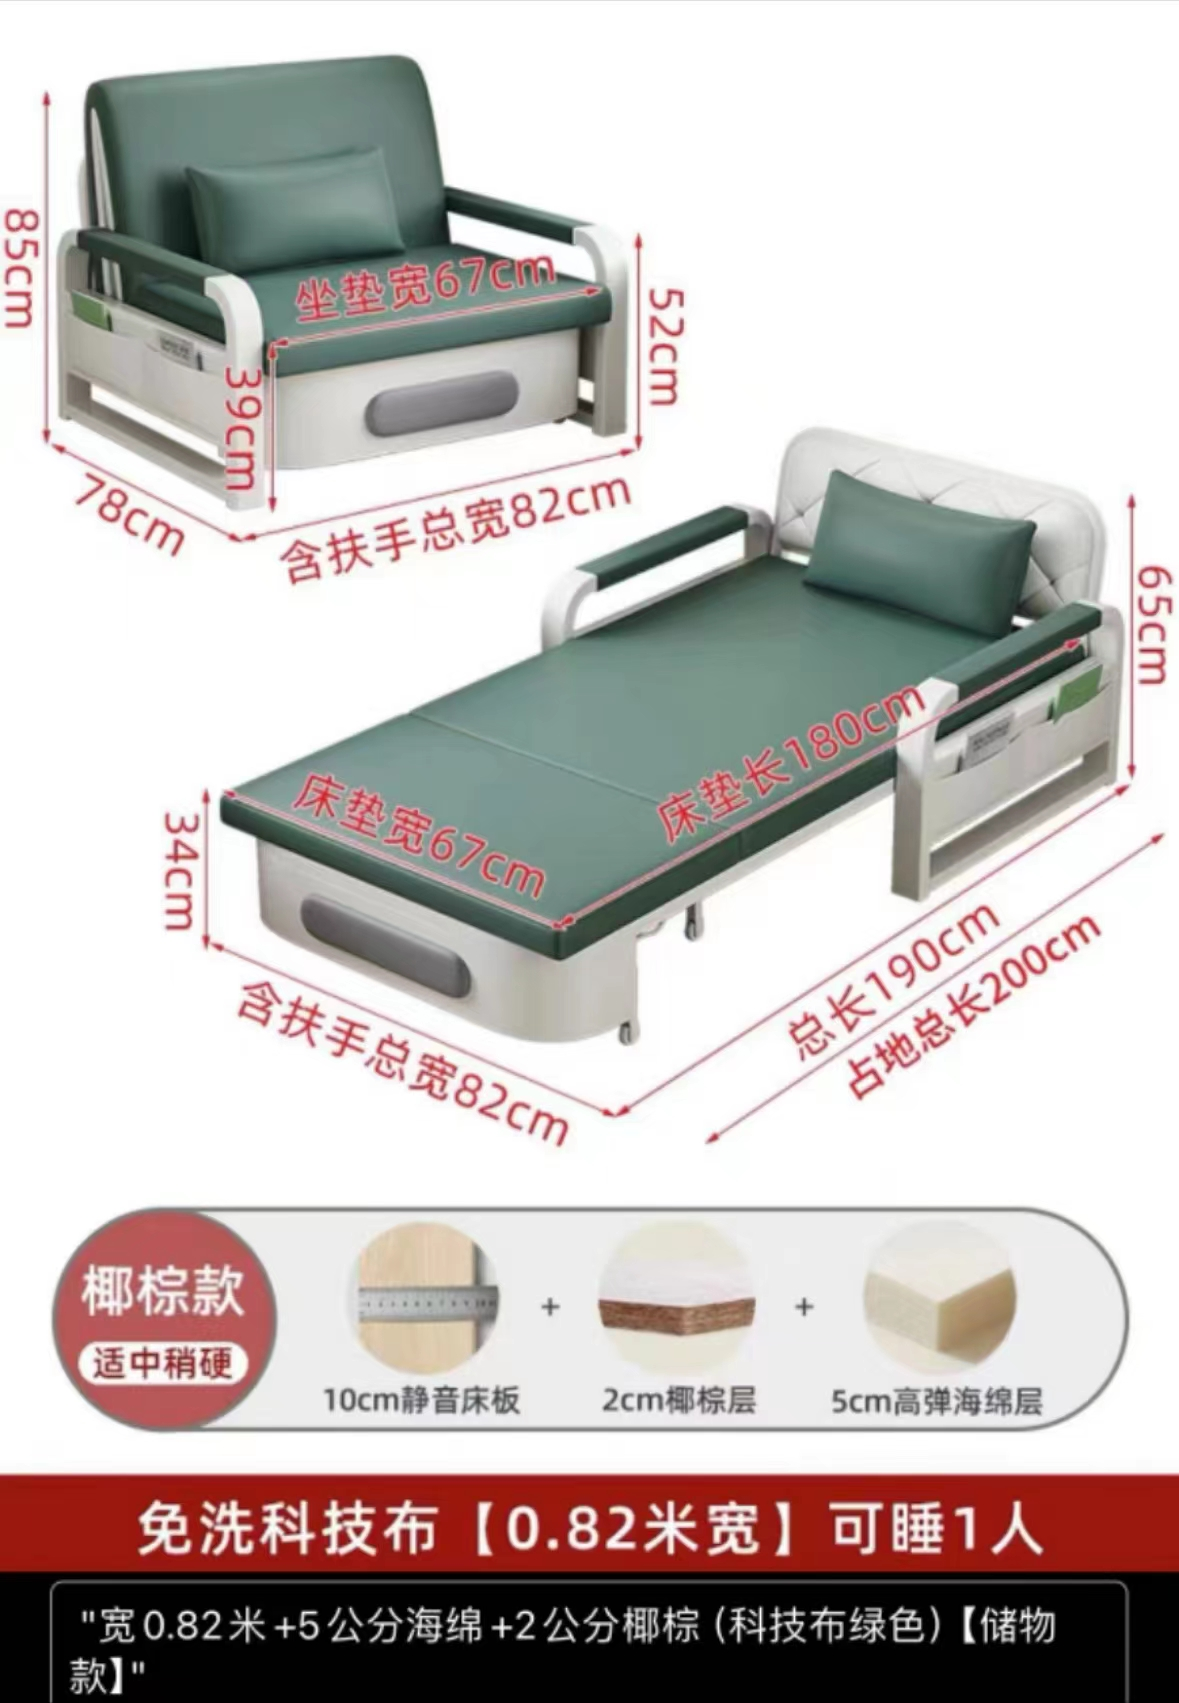 85cm
坐垫宽67cm
52cm
39cm
78cm
含扶手总宽82cm
65cm
床垫长180cm
床垫宽67cm
34cm
总长190cm
占地总长200cm
含扶手总宽82cm
椰棕款
适中稍硬
10cm静音床板
+
2cm椰棕层
+
5cm高弹海绵层
免洗科技布【0.82米宽】可睡1人
"宽0.82米+5公分海绵+2公分椰棕(科技布绿色)【储物
款】"